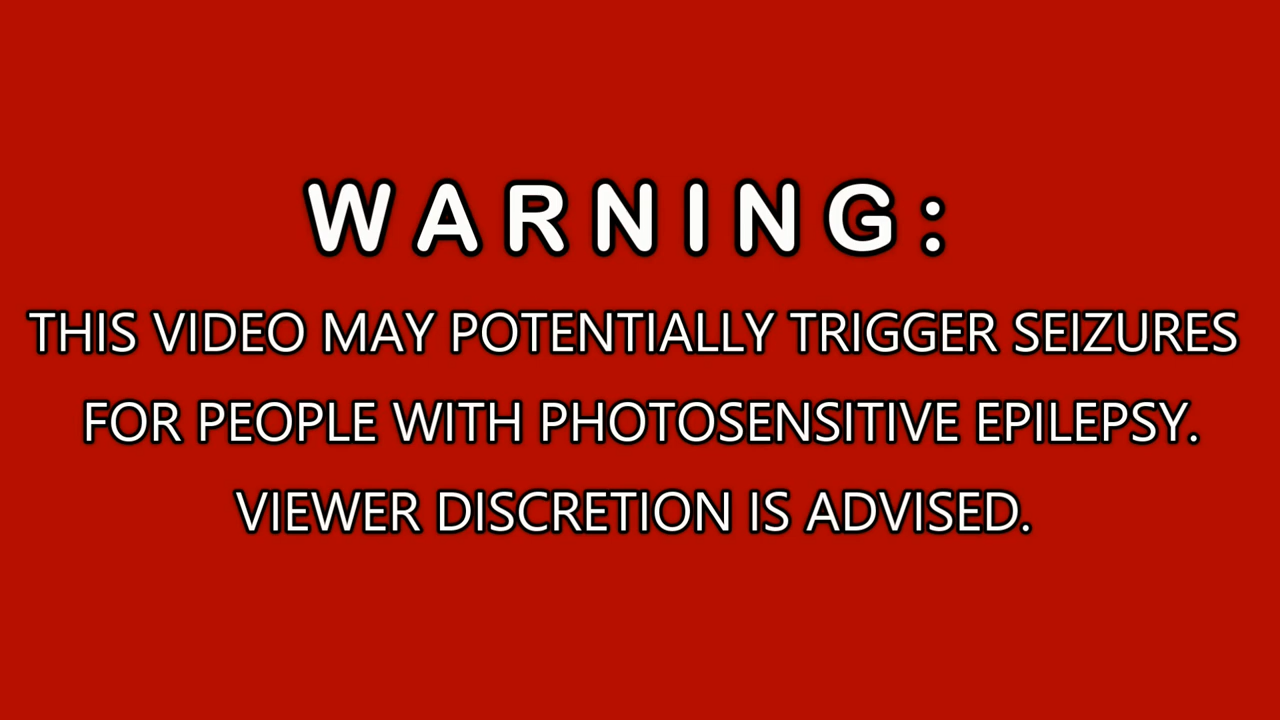 WARNING:
THIS VIDEO MAY POTENTIALLY TRIGGER SEIZURES
FOR PEOPLE WITH PHOTOSENSITIVE EPILEPSY.
VIEWER DISCRETION IS ADVISED.